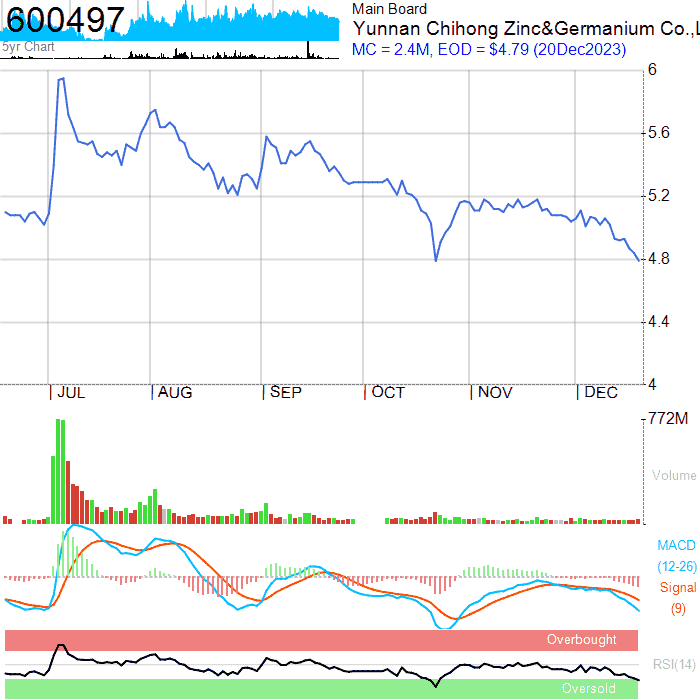 600497
5yr Chart
Main Board
Yunnan Chihong Zinc&Germanium Co.,L
MC = 2.4M, EOD = $4.79 (20Dec2023)
6
5.6
5.2
4.8
4.4
4
JUL AUG SEP OCT NOV DEC
772M
Volume
MACD
(12-26)
Signal
(9)
Overbought
RSI(14)
Oversold